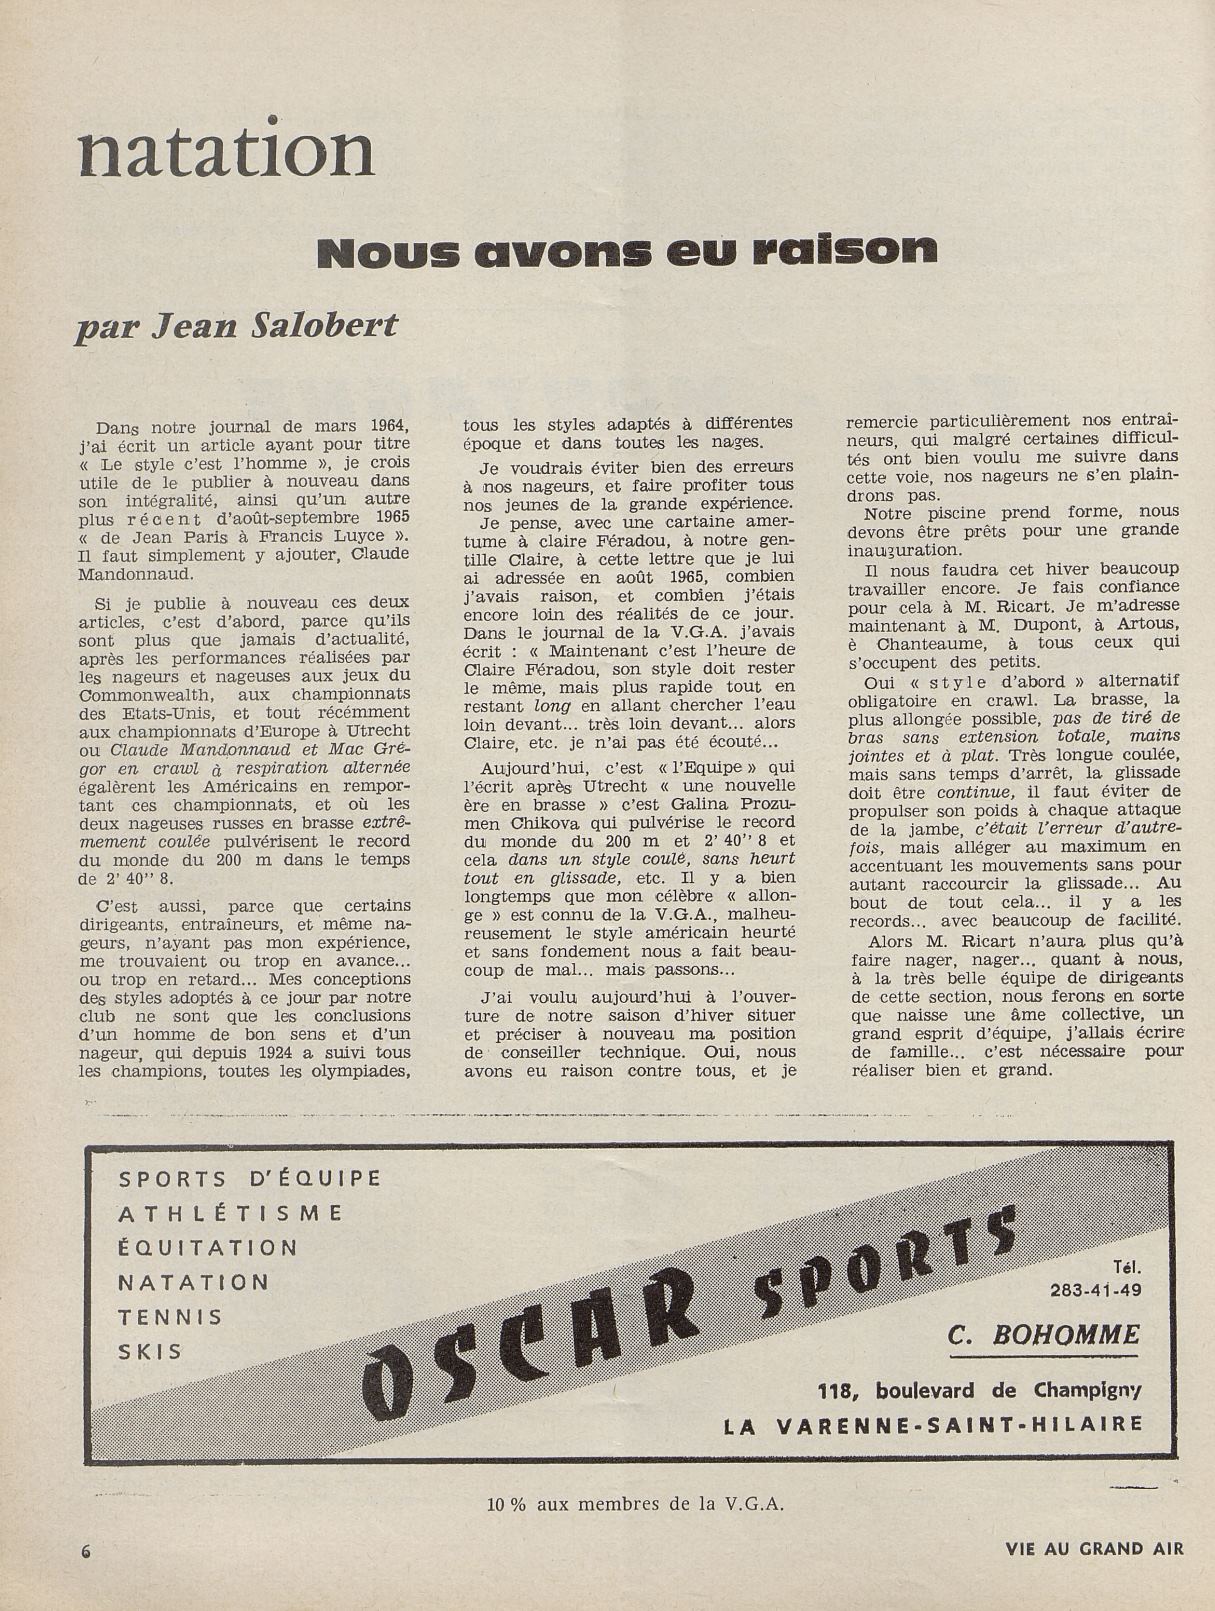 natation
Nous avons eu raison
par Jean Salobert
Dans notre journal de mars 1964,
j'ai écrit un article ayant pour titre
« Le style c'est l'homme », je crois
utile de le publier à nouveau dans
son intégralité, ainsi qu'un autre
plus récent d'août-septembre 1965
« de Jean Paris à Francis Luyce ».
Il faut simplement y ajouter, Claude
Mandonnaud.
Si je publie à nouveau ces deux
articles, c'est d'abord, parce qu'ils
sont plus que jamais d'actualité,
après les performances réalisées par
les nageurs et nageuses aux jeux du
Commonwealth, aux championnats
des Etats-Unis, et tout récémment
aux championnats d'Europe à Utrecht
ou Claude Mandonnaud et Mac Gré-
gor en crawl à respiration alternée
égalèrent les Américains en rempor-
tant ces championnats, et où les
deux nageuses russes en brasse extrê-
mement coulée pulvérisent le record
du monde du 200 m dans le temps
de 2' 40'' 8.
C'est aussi, parce que certains
dirigeants, entraîneurs, et même na-
geurs, n'ayant pas mon expérience,
me trouvaient ou trop en avance...
ou trop en retard... Mes conceptions
des styles adoptés à ce jour par notre
club ne sont que les conclusions
d'un homme de bon sens et d'un
nageur, qui depuis 1924 a suivi tous
les champions, toutes les olympiades,
tous les styles adaptés à différentes
époque et dans toutes les nages.
Je voudrais éviter bien des erreurs
à nos nageurs, et faire profiter tous
nos jeunes de la grande expérience.
Je pense, avec une cartaine amer-
tume à claire Féradou, à notre gen-
tille Claire, à cette lettre que je lui
ai adressée en août 1965, combien
j'avais raison, et combien j'étais
encore loin des réalités de ce jour.
Dans le journal de la V.G.A. j'avais
écrit : « Maintenant c'est l'heure de
Claire Féradou, son style doit rester
le même, mais plus rapide tout en
restant long en allant chercher l'eau
loin devant... très loin devant... alors
Claire, etc. je n'ai pas été écouté...
Aujourd'hui, c'est « l'Equipe » qui
l'écrit après Utrecht « une nouvelle
ère en brasse » c'est Galina Prozu-
men Chikova qui pulvérise le record
du monde du 200 m et 2' 40'' 8 et
cela dans un style coulé, sans heurt
tout en glissade, etc. Il y a bien
longtemps que mon célèbre « allon-
ge » est connu de la V.G.A., malheu-
reusement le style américain heurté
et sans fondement nous a fait beau-
coup de mal... mais passons...
J'ai voulu aujourd'hui à l'ouver-
ture de notre saison d'hiver situer
et préciser à nouveau ma position
de conseiller technique. Oui, nous
avons eu raison contre tous, et je
remercie particulièrement nos entraî-
neurs, qui malgré certaines difficul-
tés ont bien voulu me suivre dans
cette voie, nos nageurs ne s'en plain-
drons pas.
Notre piscine prend forme, nous
devons être prêts pour une grande
inauguration.
Il nous faudra cet hiver beaucoup
travailler encore. Je fais confiance
pour cela à M. Ricart. Je m'adresse
maintenant à M. Dupont, à Artous,
è Chanteaume, à tous ceux qui
s'occupent des petits.
Oui « style d'abord » alternatif
obligatoire en crawl. La brasse, la
plus allongée possible, pas de tiré de
bras sans extension totale, mains
jointes et à plat. Très longue coulée,
mais sans temps d'arrêt, la glissade
doit être continue, il faut éviter de
propulser son poids à chaque attaque
de la jambe, c'était l'erreur d'autre-
fois, mais alléger au maximum en
accentuant les mouvements sans pour
autant raccourcir la glissade... Au
bout de tout cela... il y a les
records... avec beaucoup de facilité.
Alors M. Ricart n'aura plus qu'à
faire nager, nager... quant à nous,
à la très belle équipe de dirigeants
de cette section, nous ferons en sorte
que naisse une âme collective, un
grand esprit d'équipe, j'allais écrire
de famille... c'est nécessaire pour
réaliser bien et grand.
SPORTS D'ÉQUIPE
ATHLÉTISME
ÉQUITATION
NATATION
TENNIS
SKIS
OSCAR SPORTS
Tél.
283-41-49
C. BOHOMME
118, boulevard de Champigny
LA VARENNE-SAINT-HILAIRE
10 % aux membres de la V.G.A.
6
VIE AU GRAND AIR